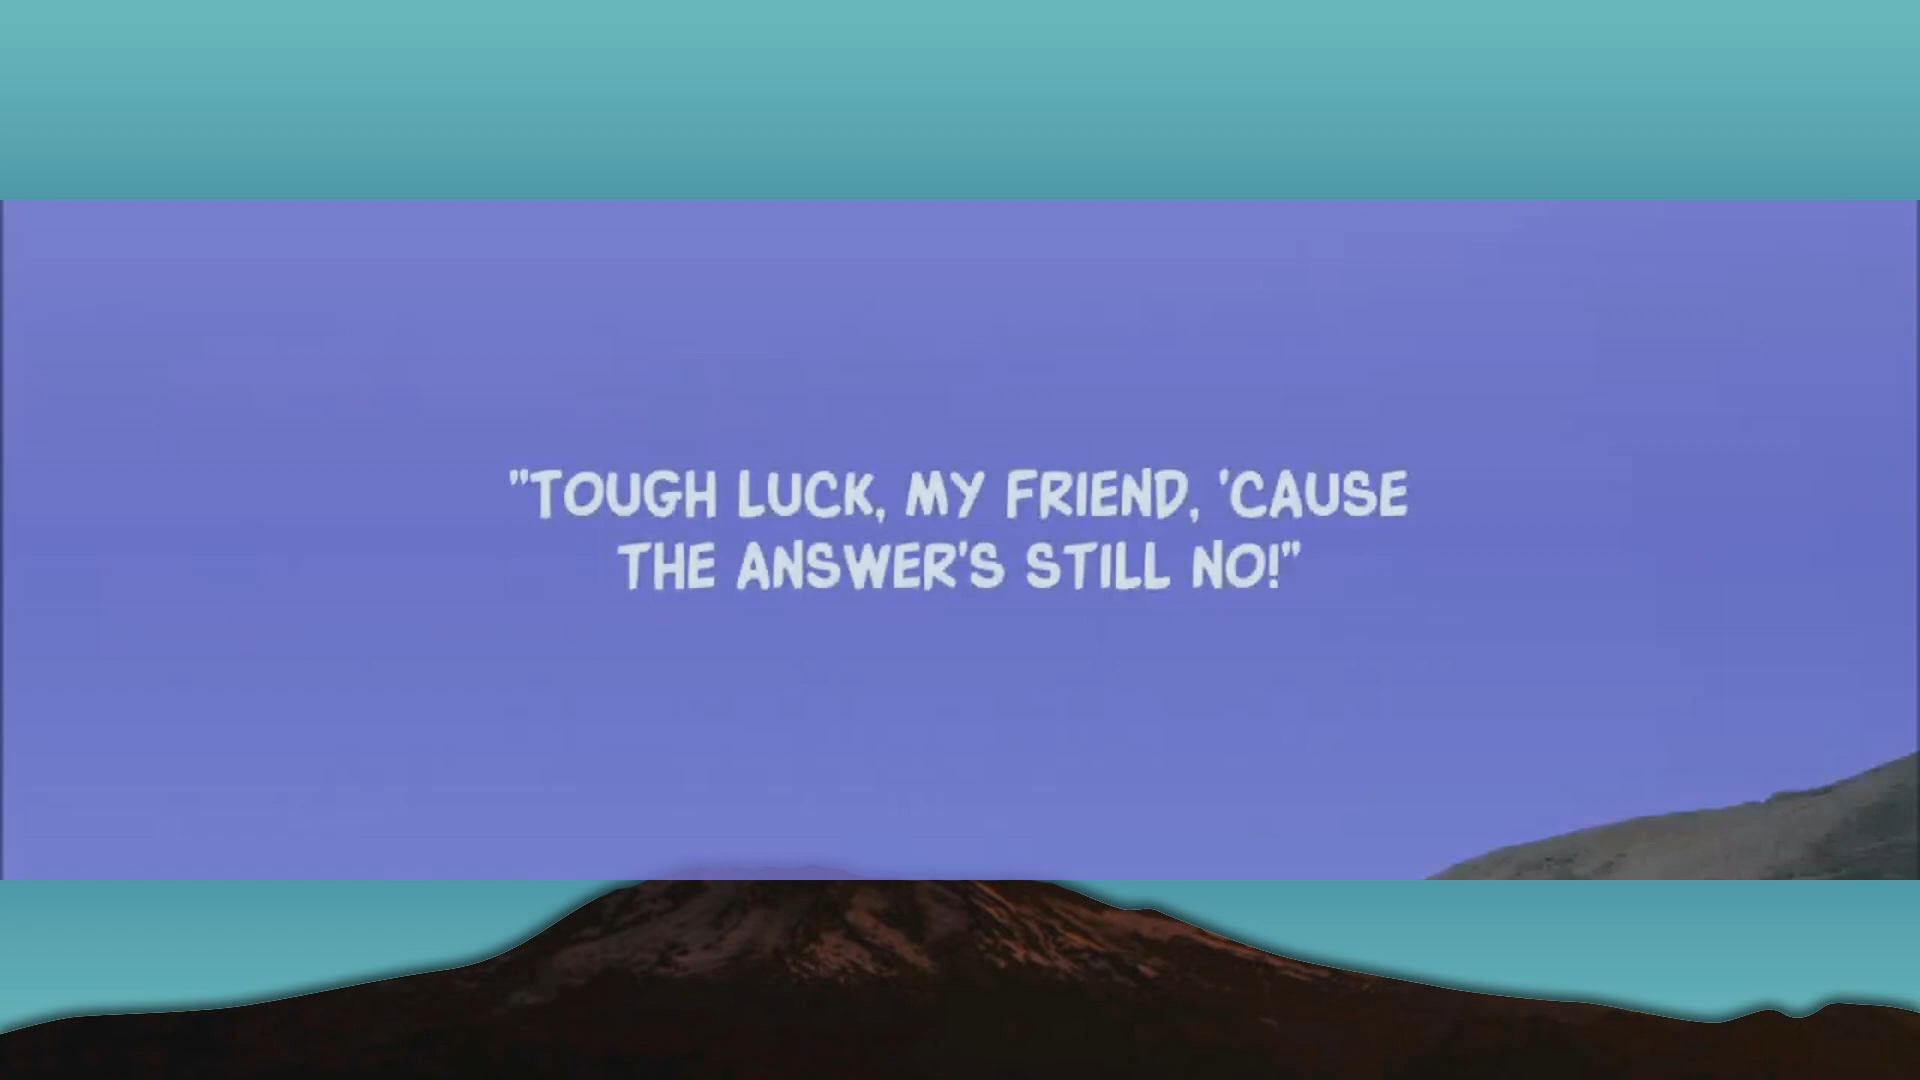 "TOUGH LUCK, MY FRIEND, 'CAUSE
THE ANSWER'S STILL NO!"